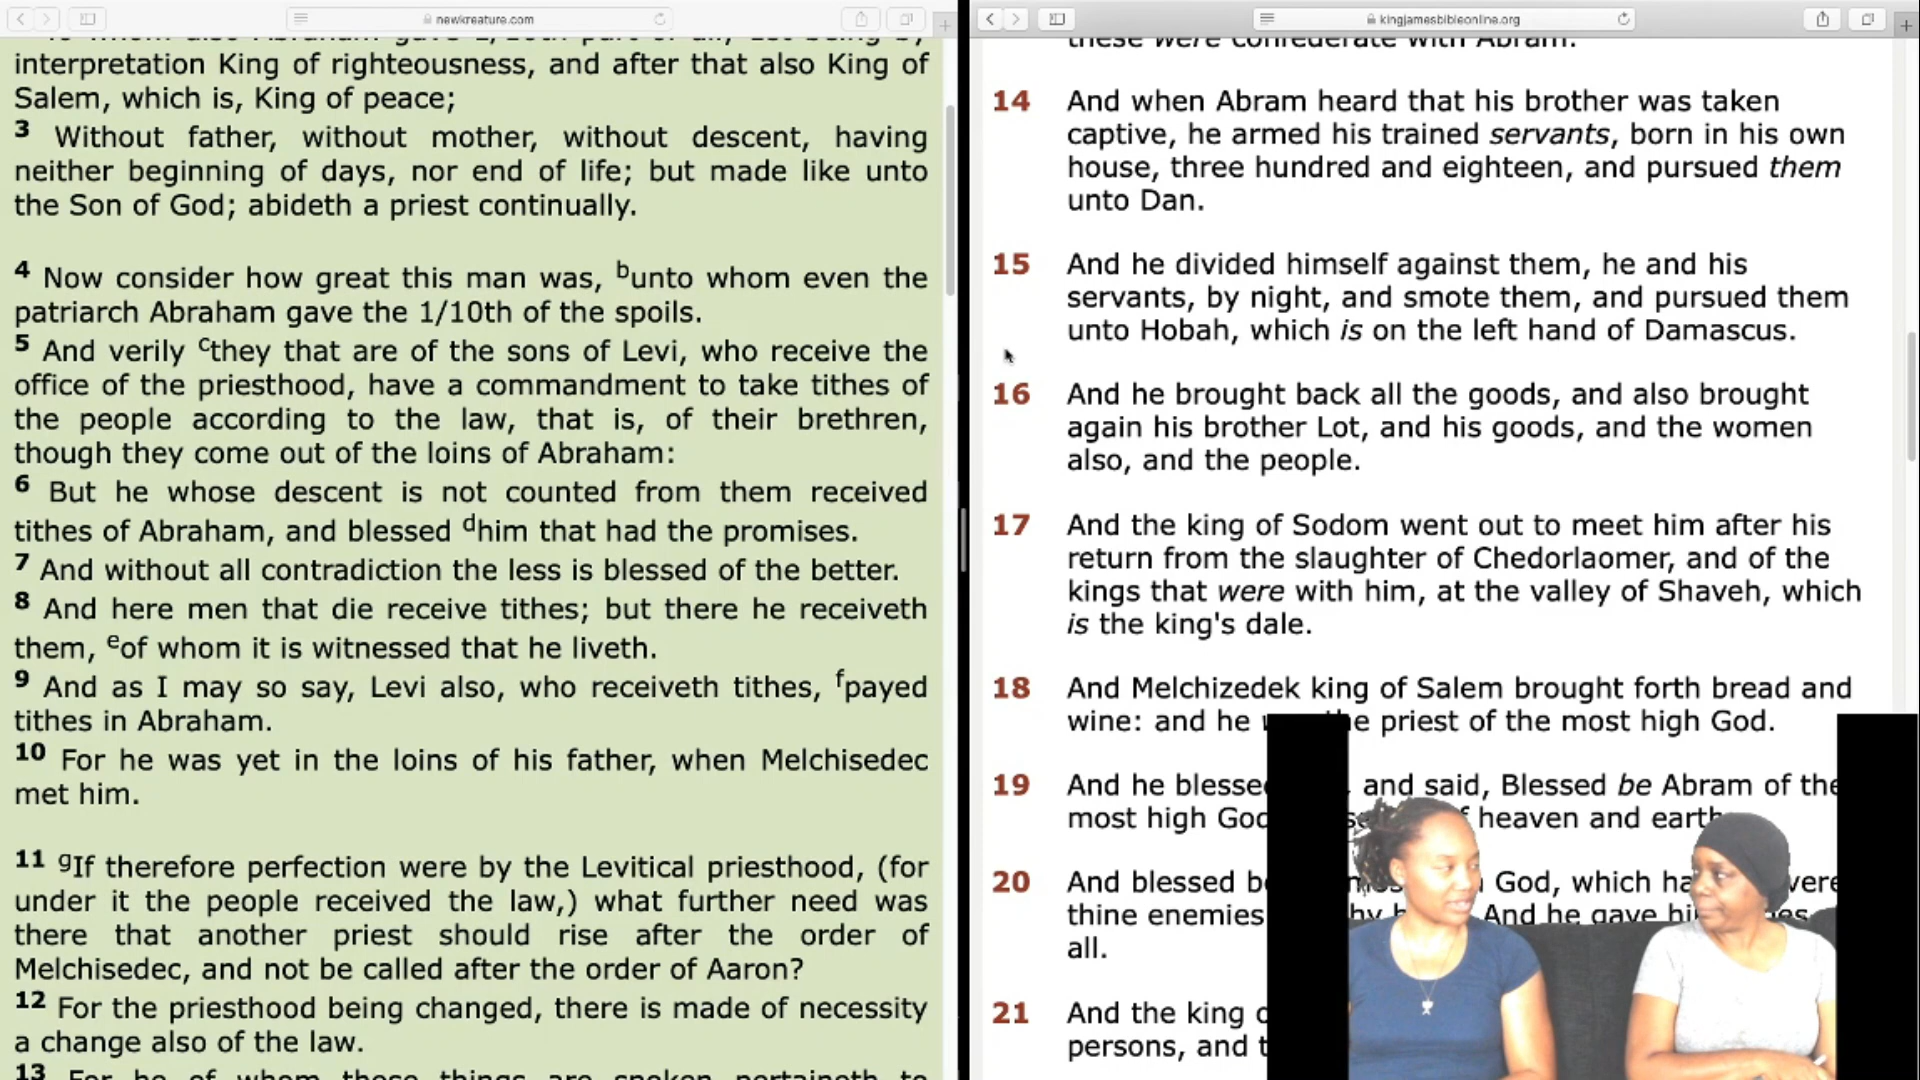 newkreature.com
interpretation King of righteousness, and after that also King of
Salem, which is, King of peace;
3 Without father, without mother, without descent, having
neither beginning of days, nor end of life; but made like unto
the Son of God; abideth a priest continually.
4 Now consider how great this man was, bunto whom even the
patriarch Abraham gave the 1/10th of the spoils.
5 And verily cthey that are of the sons of Levi, who receive the
office of the priesthood, have a commandment to take tithes of
the people according to the law, that is, of their brethren,
though they come out of the loins of Abraham:
6 But he whose descent is not counted from them received
tithes of Abraham, and blessed dhim that had the promises.
7 And without all contradiction the less is blessed of the better.
8 And here men that die receive tithes; but there he receiveth
them, eof whom it is witnessed that he liveth.
9 And as I may so say, Levi also, who receiveth tithes, fpayed
tithes in Abraham.
10 For he was yet in the loins of his father, when Melchisedec
met him.
11 gIf therefore perfection were by the Levitical priesthood, (for
under it the people received the law,) what further need was
there that another priest should rise after the order of
Melchisedec, and not be called after the order of Aaron?
12 For the priesthood being changed, there is made of necessity
a change also of the law.
13 For he of whom these things are spoken pertaineth to
kingjamesbibleonline.org
these were confederate with Abram.
14 And when Abram heard that his brother was taken
captive, he armed his trained servants, born in his own
house, three hundred and eighteen, and pursued them
unto Dan.
15 And he divided himself against them, he and his
servants, by night, and smote them, and pursued them
unto Hobah, which is on the left hand of Damascus.
16 And he brought back all the goods, and also brought
again his brother Lot, and his goods, and the women
also, and the people.
17 And the king of Sodom went out to meet him after his
return from the slaughter of Chedorlaomer, and of the
kings that were with him, at the valley of Shaveh, which
is the king's dale.
18 And Melchizedek king of Salem brought forth bread and
wine: and he the priest of the most high God.
19 And he blessed and said, Blessed be Abram of the
most high God heaven and earth
20 And blessed God, which
thine enemies And he gave
all.
21 And the king
persons, and